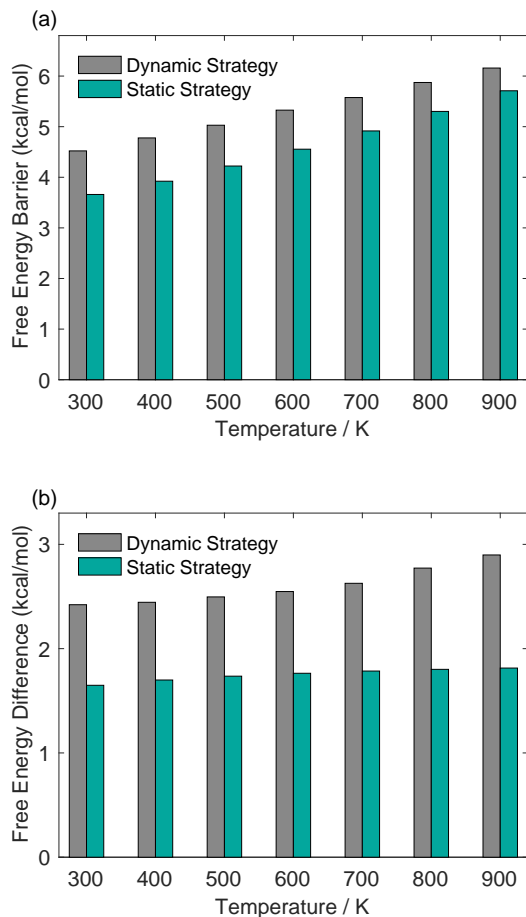 (a)
Dynamic Strategy
Static Strategy
Free Energy Barrier (kcal/mol)
6
5
4
3
2
1
0
300 400 500 600 700 800 900
Temperature / K
(b)
Dynamic Strategy
Static Strategy
Free Energy Difference (kcal/mol)
3
2
1
0
300 400 500 600 700 800 900
Temperature / K